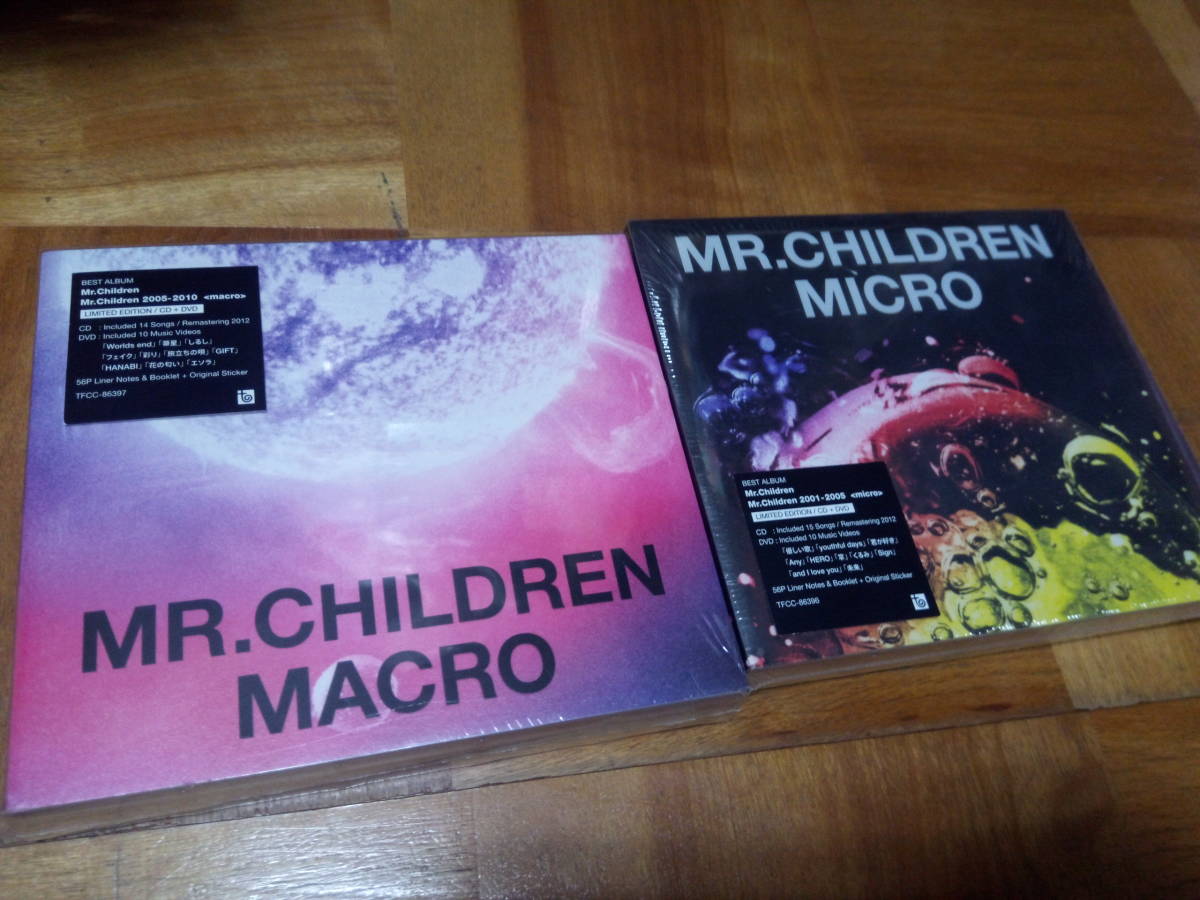 BEST ALBUM
Mr.Children
Mr.Children 2005-2010 <macro>
LIMITED EDITION / CD + DVD
CD : Included 14 Songs / Remastering 2012
DVD : Included 10 Music Videos
「Worlds end」「箒星」「しるし」
「フェイク」「彩り」「旅立ちの唄」「GIFT」
「HANABI」「花の匂い」「エソラ」
56P Liner Notes & Booklet + Original Sticker
TFCC-86397
MR.CHILDREN
MACRO
MR.CHILDREN
MICRO
BEST ALBUM
Mr.Children
Mr.Children 2001-2005 <micro>
LIMITED EDITION / CD + DVD
CD : Included 15 Songs / Remastering 2012
DVD : Included 10 Music Videos
「優しい歌」「youthful days」「君が好き」
「Any」「HERO」「掌」「くるみ」「Sign」
「and I love you」「未来」
56P Liner Notes & Booklet + Original Sticker
TFCC-86396